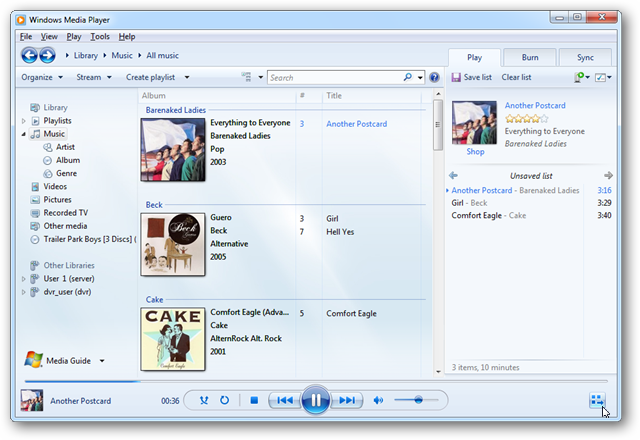 Windows Media Player
File View Play Tools Help
Library Music All music
Play Burn Sync
Organize Stream Create playlist Search
Save list Clear list
Album # Title
Library
Playlists
Music
Artist
Album
Genre
Videos
Pictures
Recorded TV
Other media
Trailer Park Boys [3 Discs] (
Other Libraries
User 1 (server)
dvr_user (dvr)
Media Guide
Barenaked Ladies
Everything to Everyone 3 Another Postcard
Barenaked Ladies
Pop
2003
Beck
Guero 3 Girl
Beck 7 Hell Yes
Alternative
2005
BECK
Cake
Comfort Eagle (Adva... 5 Comfort Eagle
Cake
AlternRock Alt. Rock
2001
CAKE
Comfort Eagle
Another Postcard
Everything to Everyone
Barenaked Ladies
Shop
Unsaved list
Another Postcard - Barenaked Ladies 3:16
Girl - Beck 3:29
Comfort Eagle - Cake 3:40
3 items, 10 minutes
Another Postcard 00:36